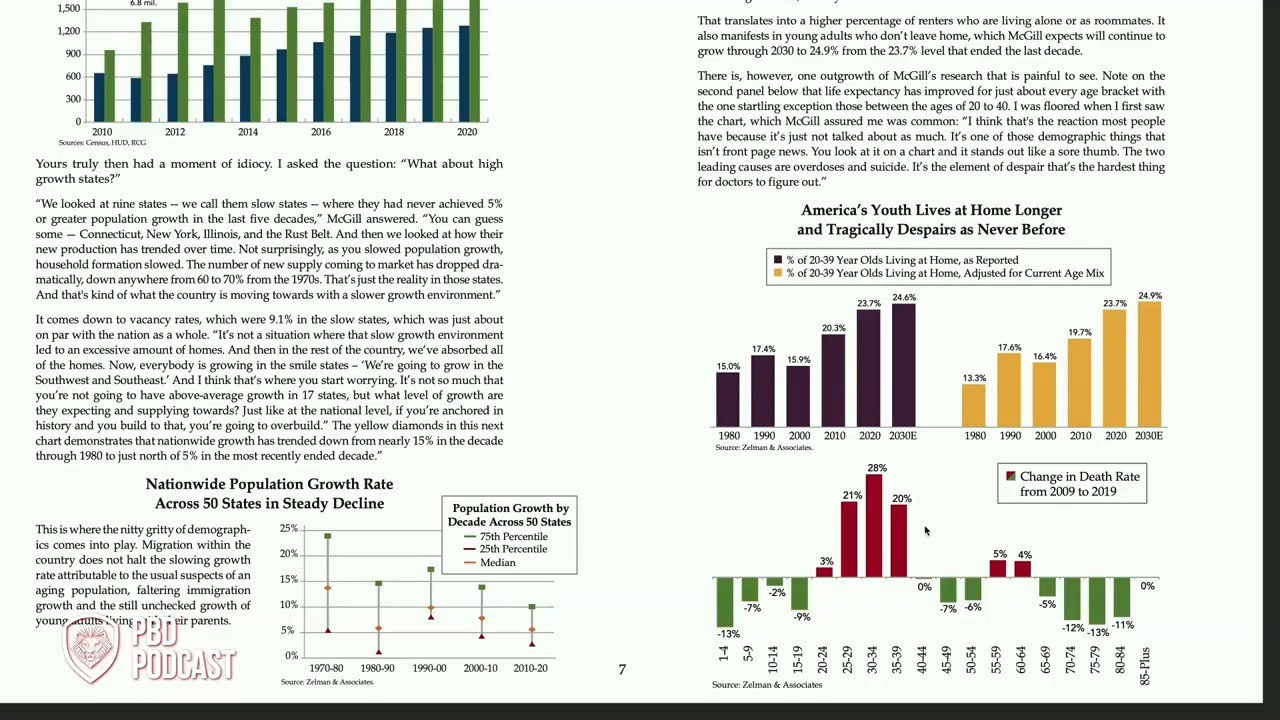 6.8 mil.
1,500
1,200
900
600
300
0
2010 2012 2014 2016 2018 2020
Sources: Census, HUD, RCG
Yours truly then had a moment of idiocy. I asked the question: “What about high
growth states?”
“We looked at nine states -- we call them slow states -- where they had never achieved 5%
or greater population growth in the last five decades,” McGill answered. “You can guess
some — Connecticut, New York, Illinois, and the Rust Belt. And then we looked at how their
new production has trended over time. Not surprisingly, as you slowed population growth,
household formation slowed. The number of new supply coming to market has dropped dra-
matically, down anywhere from 60 to 70% from the 1970s. That’s just the reality in those states.
And that's kind of what the country is moving towards with a slower growth environment.”
It comes down to vacancy rates, which were 9.1% in the slow states, which was just about
on par with the nation as a whole. “It’s not a situation where that slow growth environment
led to an excessive amount of homes. And then in the rest of the country, we’ve absorbed all
of the homes. Now, everybody is growing in the smile states – ‘We’re going to grow in the
Southwest and Southeast.’ And I think that’s where you start worrying. It’s not so much that
you’re not going to have above-average growth in 17 states, but what level of growth are
they expecting and supplying towards? Just like at the national level, if you’re anchored in
history and you build to that, you’re going to overbuild.” The yellow diamonds in this next
chart demonstrates that nationwide growth has trended down from nearly 15% in the decade
through 1980 to just north of 5% in the most recently ended decade.”
Nationwide Population Growth Rate
Across 50 States in Steady Decline
This is where the nitty gritty of demograph-
ics comes into play. Migration within the
country does not halt the slowing growth
rate attributable to the usual suspects of an
aging population, faltering immigration
growth and the still unchecked growth of
young adults living with their parents.
Population Growth by
Decade Across 50 States
75th Percentile
25th Percentile
Median
25%
20%
15%
10%
5%
0%
1970-80 1980-90 1990-00 2000-10 2010-20
Source: Zelman & Associates.
PBD
PODCAST
7
That translates into a higher percentage of renters who are living alone or as roommates. It
also manifests in young adults who don’t leave home, which McGill expects will continue to
grow through 2030 to 24.9% from the 23.7% level that ended the last decade.
There is, however, one outgrowth of McGill’s research that is painful to see. Note on the
second panel below that life expectancy has improved for just about every age bracket with
the one startling exception those between the ages of 20 to 40. I was floored when I first saw
the chart, which McGill assured me was common: “I think that's the reaction most people
have because it’s just not talked about as much. It’s one of those demographic things that
isn’t front page news. You look at it on a chart and it stands out like a sore thumb. The two
leading causes are overdoses and suicide. It’s the element of despair that’s the hardest thing
for doctors to figure out.”
America’s Youth Lives at Home Longer
and Tragically Despairs as Never Before
% of 20-39 Year Olds Living at Home, as Reported
% of 20-39 Year Olds Living at Home, Adjusted for Current Age Mix
15.0% 17.4% 15.9% 20.3% 23.7% 24.6% 13.3% 17.6% 16.4% 19.7% 23.7% 24.9%
1980 1990 2000 2010 2020 2030E 1980 1990 2000 2010 2020 2030E
Source: Zelman & Associates.
Change in Death Rate
from 2009 to 2019
-13% -7% -2% -9% 3% 21% 28% 20% 0% -7% -6% 5% 4% -5% -12% -13% -11% 0%
1-4 5-9 10-14 15-19 20-24 25-29 30-34 35-39 40-44 45-49 50-54 55-59 60-64 65-69 70-74 75-79 80-84 85-Plus
Source: Zelman & Associates